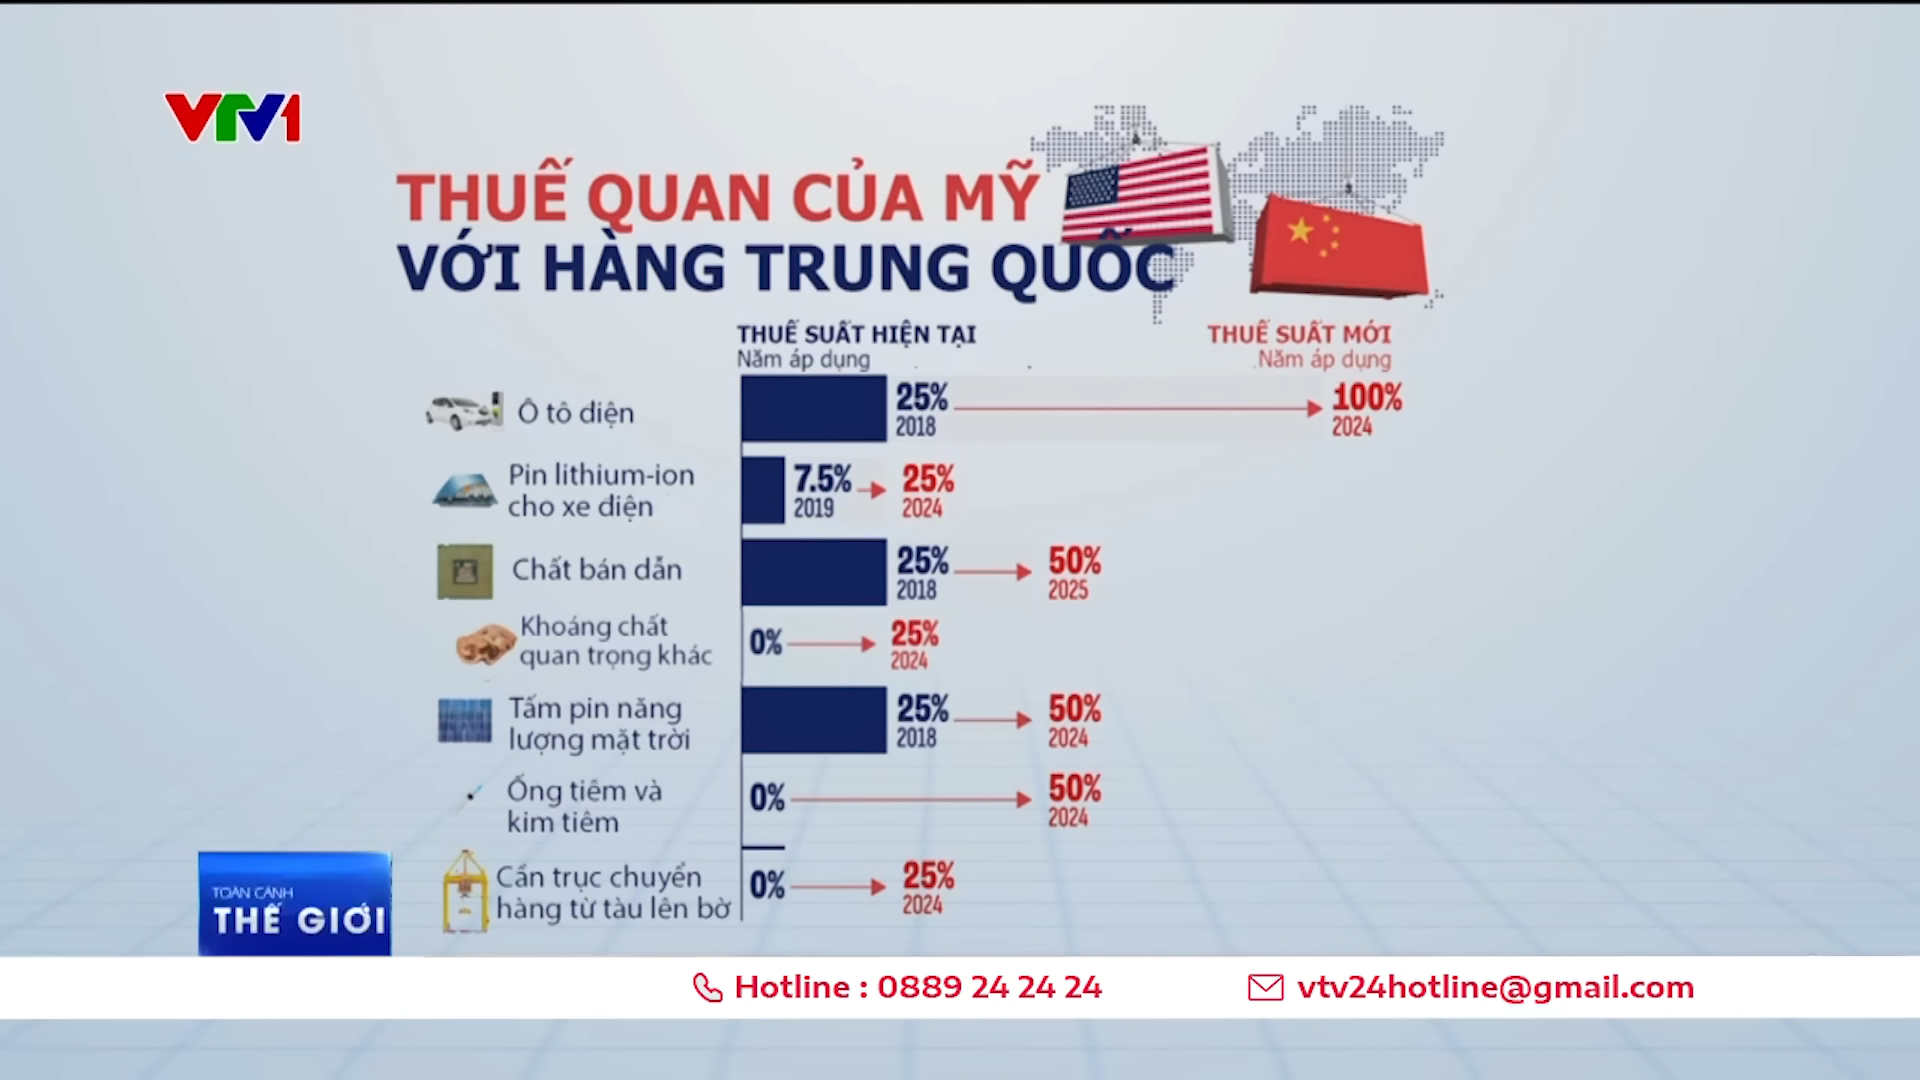 VTV1
THUẾ QUAN CỦA MỸ
VỚI HÀNG TRUNG QUỐC
THUẾ SUẤT HIỆN TẠI
Năm áp dụng
THUẾ SUẤT MỚI
Năm áp dụng
Ô tô điện
25%
2018
100%
2024
Pin lithium-ion
cho xe điện
7.5%
2019
25%
2024
Chất bán dẫn
25%
2018
50%
2025
Khoáng chất
quan trọng khác
0%
25%
2024
Tấm pin năng
lượng mặt trời
25%
2018
50%
2024
Ống tiêm và
kim tiêm
0%
50%
2024
Cần trục chuyển
hàng từ tàu lên bờ
0%
25%
2024
TOÀN CẢNH
THẾ GIỚI
Hotline : 0889 24 24 24
vtv24hotline@gmail.com